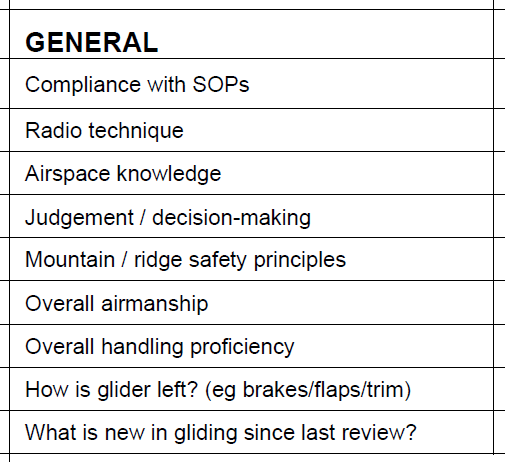 GENERAL
Compliance with SOPs
Radio technique
Airspace knowledge
Judgement / decision-making
Mountain / ridge safety principles
Overall airmanship
Overall handling proficiency
How is glider left? (eg brakes/flaps/trim)
What is new in gliding since last review?